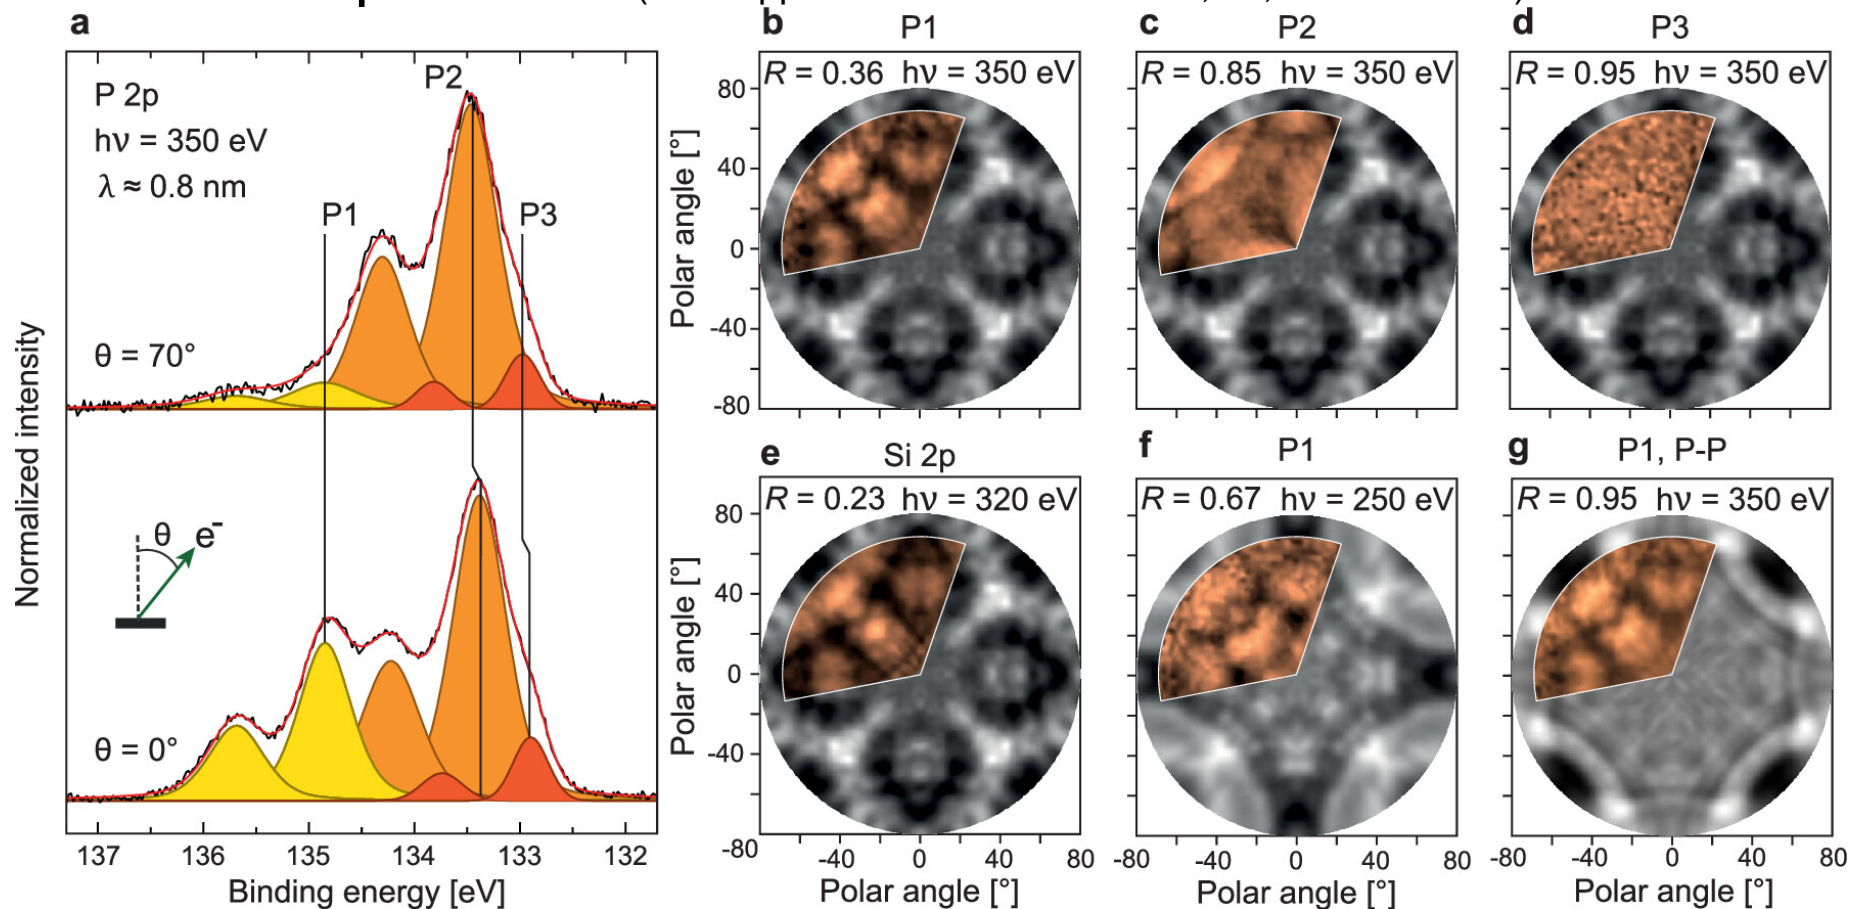 a
P 2p
hν = 350 eV
λ ≈ 0.8 nm
P1
P2
P3
θ = 70°
θ = 0°
θ
e-
Normalized intensity
137
136
135
134
133
132
Binding energy [eV]
b
P1
R = 0.36 hν = 350 eV
80
40
0
-40
-80
Polar angle [°]
c
P2
R = 0.85 hν = 350 eV
d
P3
R = 0.95 hν = 350 eV
e
Si 2p
R = 0.23 hν = 320 eV
80
40
0
-40
-80
Polar angle [°]
-40
0
40
80
Polar angle [°]
f
P1
R = 0.67 hν = 250 eV
-80
-40
0
40
80
Polar angle [°]
g
P1, P-P
R = 0.95 hν = 350 eV
-80
-40
0
40
80
Polar angle [°]